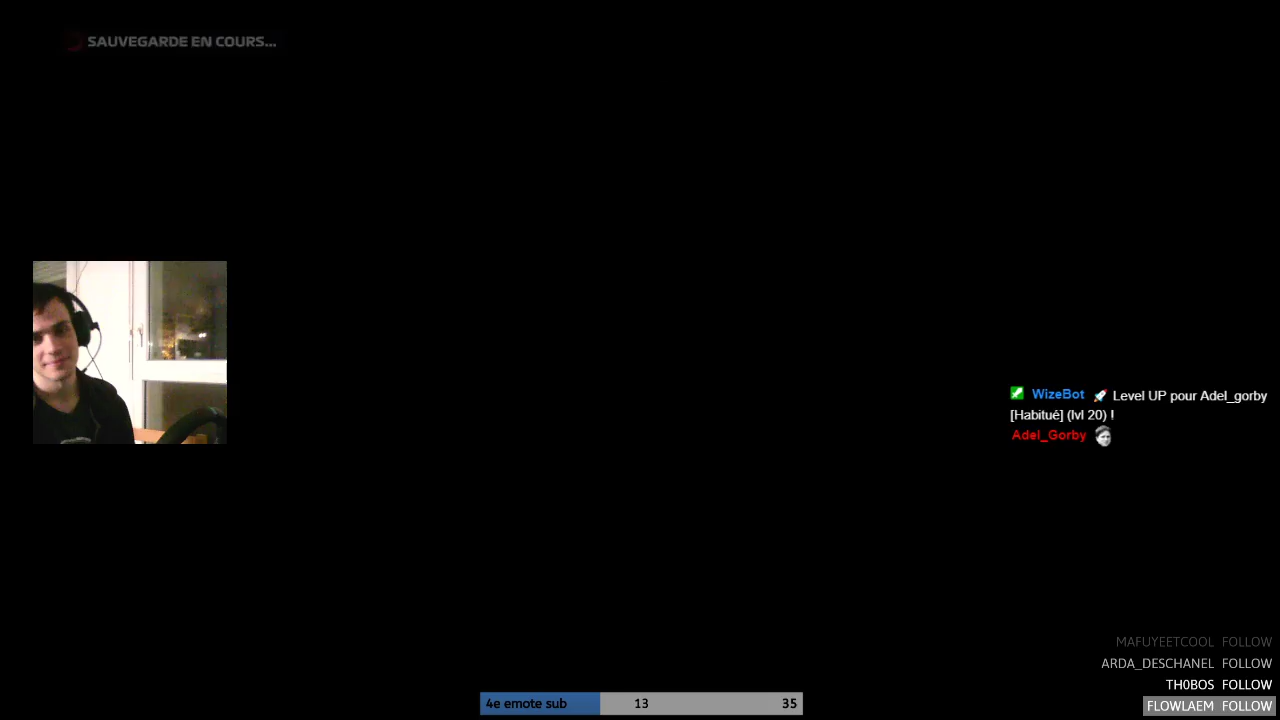 SAUVEGARDE EN COURS...
WizeBot Level UP pour Adel_gorby
[Habitué] (lvl 20) !
Adel_Gorby
MAFUYEETCOOL FOLLOW
ARDA_DESCHANEL FOLLOW
TH0BOS FOLLOW
FLOWLAEM FOLLOW
4e emote sub 13 35